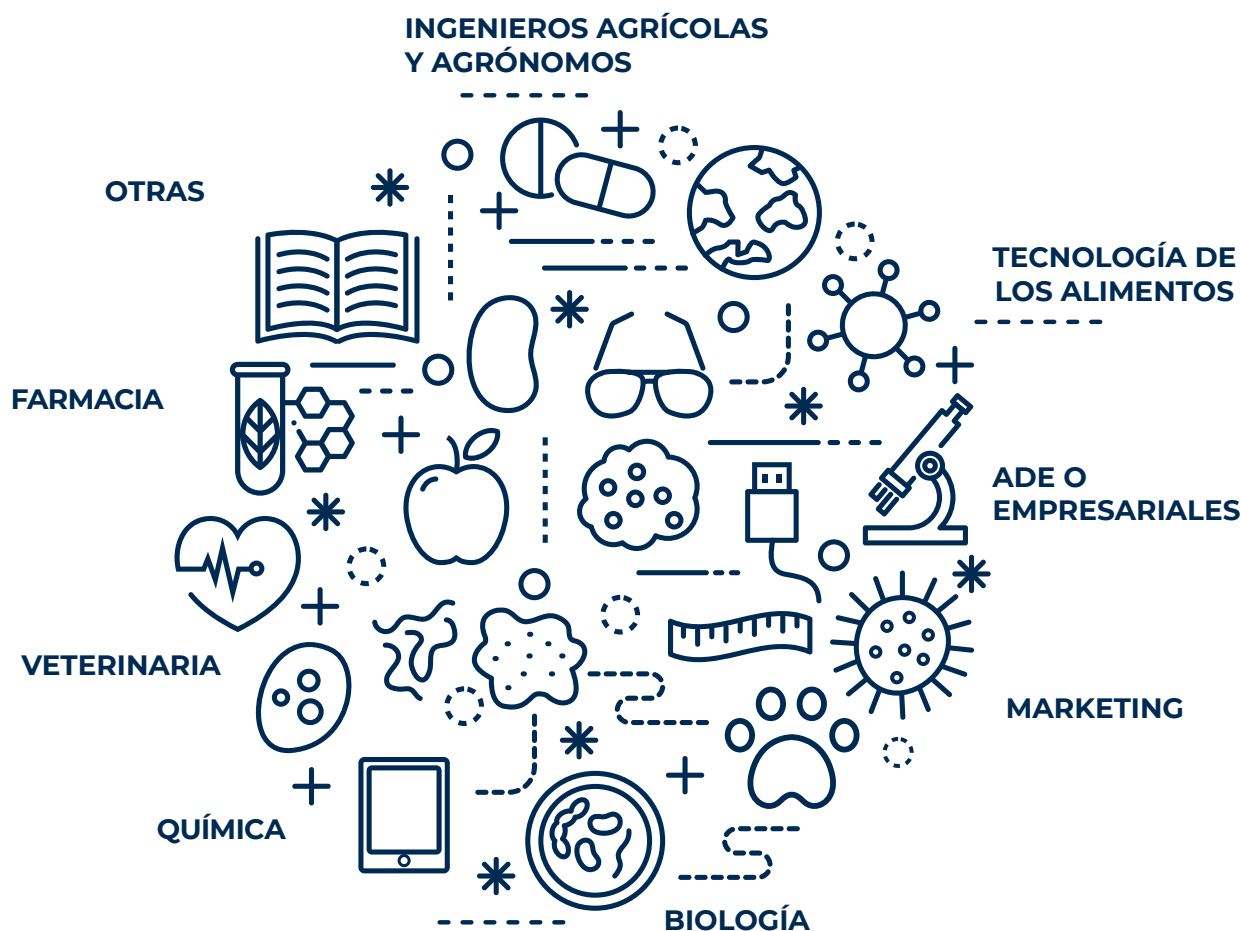 INGENIEROS AGRÍCOLAS
Y AGRÓNOMOS
OTRAS
TECNOLOGÍA DE
LOS ALIMENTOS
FARMACIA
ADE O
EMPRESARIALES
VETERINARIA
MARKETING
QUÍMICA
BIOLOGÍA